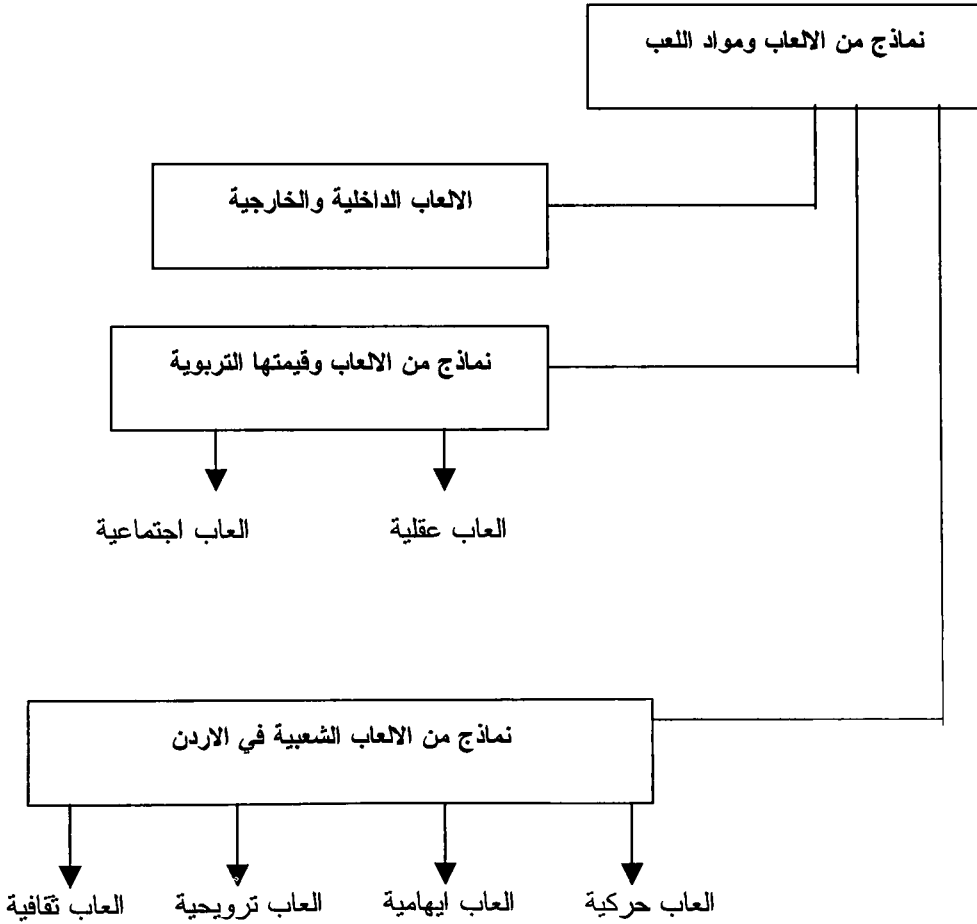 نماذج من الالعاب ومواد اللعب
الالعاب الداخلية والخارجية
نماذج من الالعاب وقيمتها التربوية
العاب عقلية
العاب اجتماعية
نماذج من الالعاب الشعبية في الاردن
العاب حركية
العاب ايهامية
العاب ترويحية
العاب ثقافية